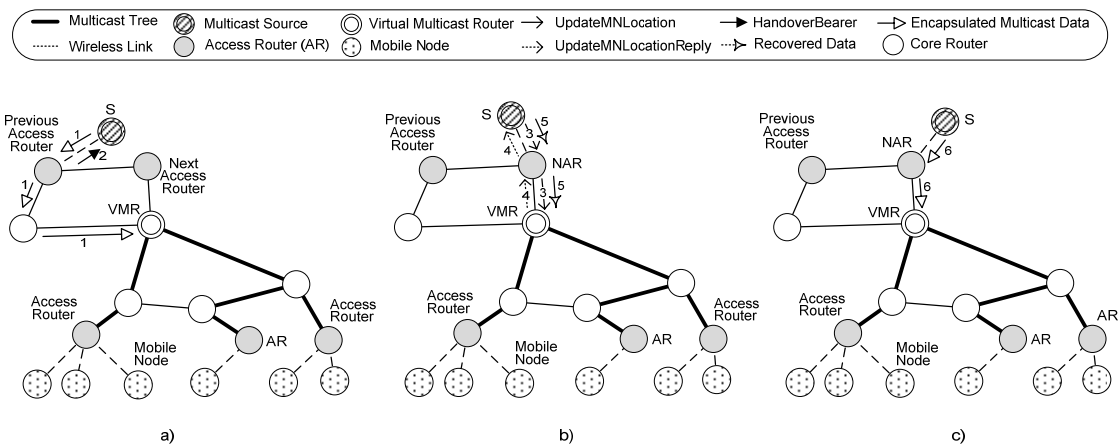 Multicast Tree
Multicast Source
Virtual Multicast Router
UpdateMNLocation
HandoverBearer
Encapsulated Multicast Data
Wireless Link
Access Router (AR)
Mobile Node
UpdateMNLocationReply
Recovered Data
Core Router
S
Previous
Access
Router
1
2
1
Next
Access
Router
VMR
1
Access
Router
Access
Router
Mobile
Node
AR
a)
S
Previous
Access
Router
5
3
4
NAR
4
3
5
VMR
Access
Router
Access
Router
Mobile
Node
AR
b)
S
Previous
Access
Router
NAR
6
6
VMR
Access
Router
AR
Mobile
Node
AR
c)